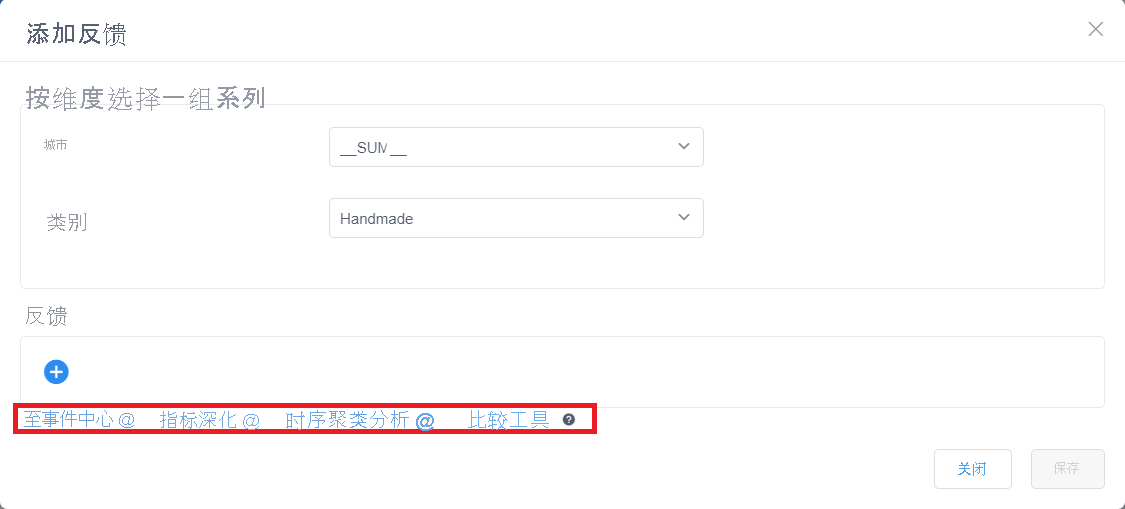 添加反馈
按维度选择一组系列
城市 __SUM__
类别 Handmade
反馈
至事件中心 @ 指标深化 @ 时序聚类分析 @ 比较工具 ?
关闭 保存